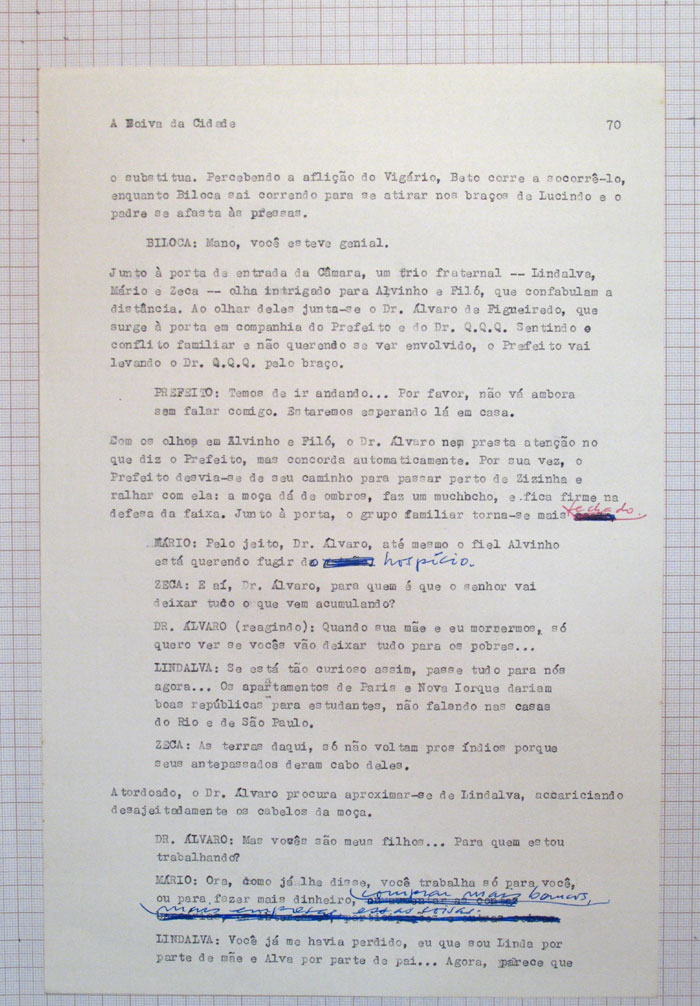 A Noiva da Cidade 70
o substitua. Percebendo a aflição do Vigário, Beto corre a socorrê-lo,
enquanto Biloca sai correndo para se atirar nos braços de Lucindo e o
padre se afasta às pressas.
BILOCA: Mano, você esteve genial.
Junto à porta de entrada da Câmara, um trio fraternal -- Lindalva,
Mário e Zeca -- olha intrigado para Alvinho e Filó, que confabulam a
distância. Ao olhar deles junta-se o Dr. Álvaro de Figueiredo, que
surge à porta em companhia do Prefeito e do Dr. Q.Q.Q. Sentindo o
conflito familiar e não querendo se ver envolvido, o Prefeito vai
levando o Dr. Q.Q.Q. pelo braço.
PREFEITO: Temos de ir andando... Por favor, não vá ambora
sem falar comigo. Estaremos esperando lá em casa.
Com os olhos em Alvinho e Filó, o Dr. Álvaro nem presta atenção no
que diz o Prefeito, mas concorda automaticamente. Por sua vez, o
Prefeito desvia-se de seu caminho para passar perto de Zizinha e
ralhar com ela: a moça dá de ombros, faz um muchôcho, e fica firme na
defesa da faixa. Junto à porta, o grupo familiar torna-se mais fechado.
MÁRIO: Pelo jeito, Dr. Álvaro, até mesmo o fiel Alvinho
está querendo fugir do hospício.
ZECA: E aí, Dr. Álvaro, para quem é que o senhor vai
deixar tudo o que vem acumulando?
DR. ÁLVARO (reagindo): Quando sua mãe e eu morrermos, só
quero ver se vocês vão deixar tudo para os pobres...
LINDALVA: Se está tão curioso assim, passe tudo para nós
agora... Os apartamentos de Paris e Nova Iorque dariam
boas repúblicas para estudantes, não falando nas casas
do Rio e de São Paulo.
ZECA: As terras daqui, só não voltam pros índios porque
seus antepassados deram cabo deles.
Atordoado, o Dr. Álvaro procura aproximar-se de Lindalva, accariciando
desajeitadamente os cabelos da moça.
DR. ÁLVARO: Mas vocês são meus filhos... Para quem estou
trabalhando?
MÁRIO: Ora, como já lhe disse, você trabalha só para você,
ou para fazer mais dinheiro, comprar mais bancos,
mais empresas, essas coisas.
LINDALVA: Você já me havia perdido, eu que sou Linda por
parte de mãe e Alva por parte de pai... Agora, parece que